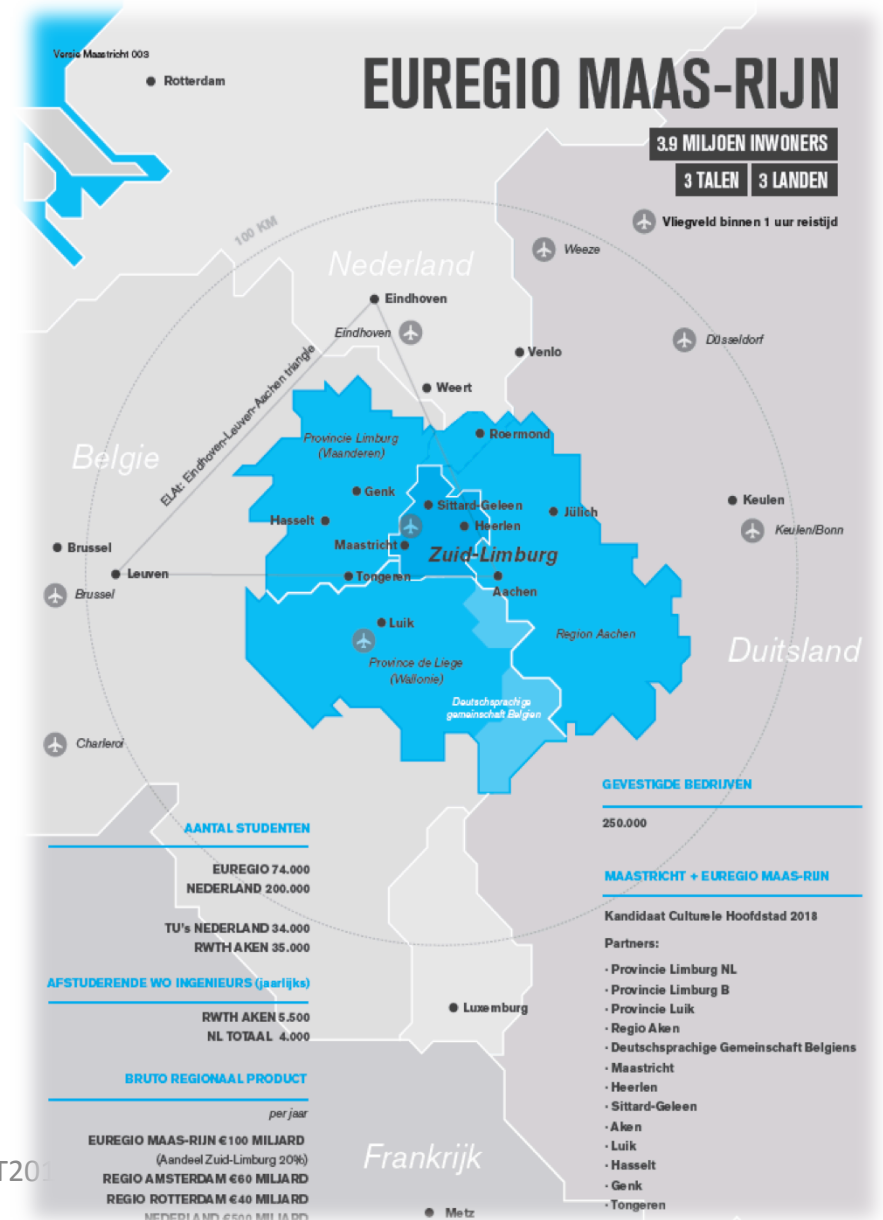 Versie Maastricht 003
Rotterdam
EUREGIO MAAS-RIJN
3.9 MILJOEN INWONERS
3 TALEN 3 LANDEN
Vliegveld binnen 1 uur reistijd
100 KM
Nederland
Weeze
Eindhoven
Eindhoven
Düsseldorf
Venlo
ELAt: Eindhoven-Leuven-Aachen triangle
Weert
Roermond
Provincie Limburg
(Vlaanderen)
Belgie
Genk
Sittard-Geleen
Jülich
Keulen
Hasselt
Heerlen
Keulen/Bonn
Maastricht
Zuid-Limburg
Brussel
Leuven
Tongeren
Aachen
Brussel
Luik
Region Aachen
Province de Liege
(Wallonie)
Duitsland
Deutschsprachige
gemeinschaft Belgien
Charleroi
GEVESTIGDE BEDRIJVEN
250.000
AANTAL STUDENTEN
EUREGIO 74.000
NEDERLAND 200.000
TU's NEDERLAND 34.000
RWTH AKEN 35.000
AFSTUDERENDE WO INGENIEURS (jaarlijks)
RWTH AKEN 5.500
NL TOTAAL 4.000
BRUTO REGIONAAL PRODUCT
per jaar
EUREGIO MAAS-RIJN €100 MILJARD
(Aandeel Zuid-Limburg 20%)
REGIO AMSTERDAM €60 MILJARD
REGIO ROTTERDAM €40 MILJARD
NEDERLAND €500 MILJARD
MAASTRICHT + EUREGIO MAAS-RIJN
Kandidaat Culturele Hoofdstad 2018
Partners:
· Provincie Limburg NL
· Provincie Limburg B
· Provincie Luik
· Regio Aken
· Deutschsprachige Gemeinschaft Belgiens
· Maastricht
· Heerlen
· Sittard-Geleen
· Aken
· Luik
· Hasselt
· Genk
· Tongeren
Luxemburg
Frankrijk
Metz